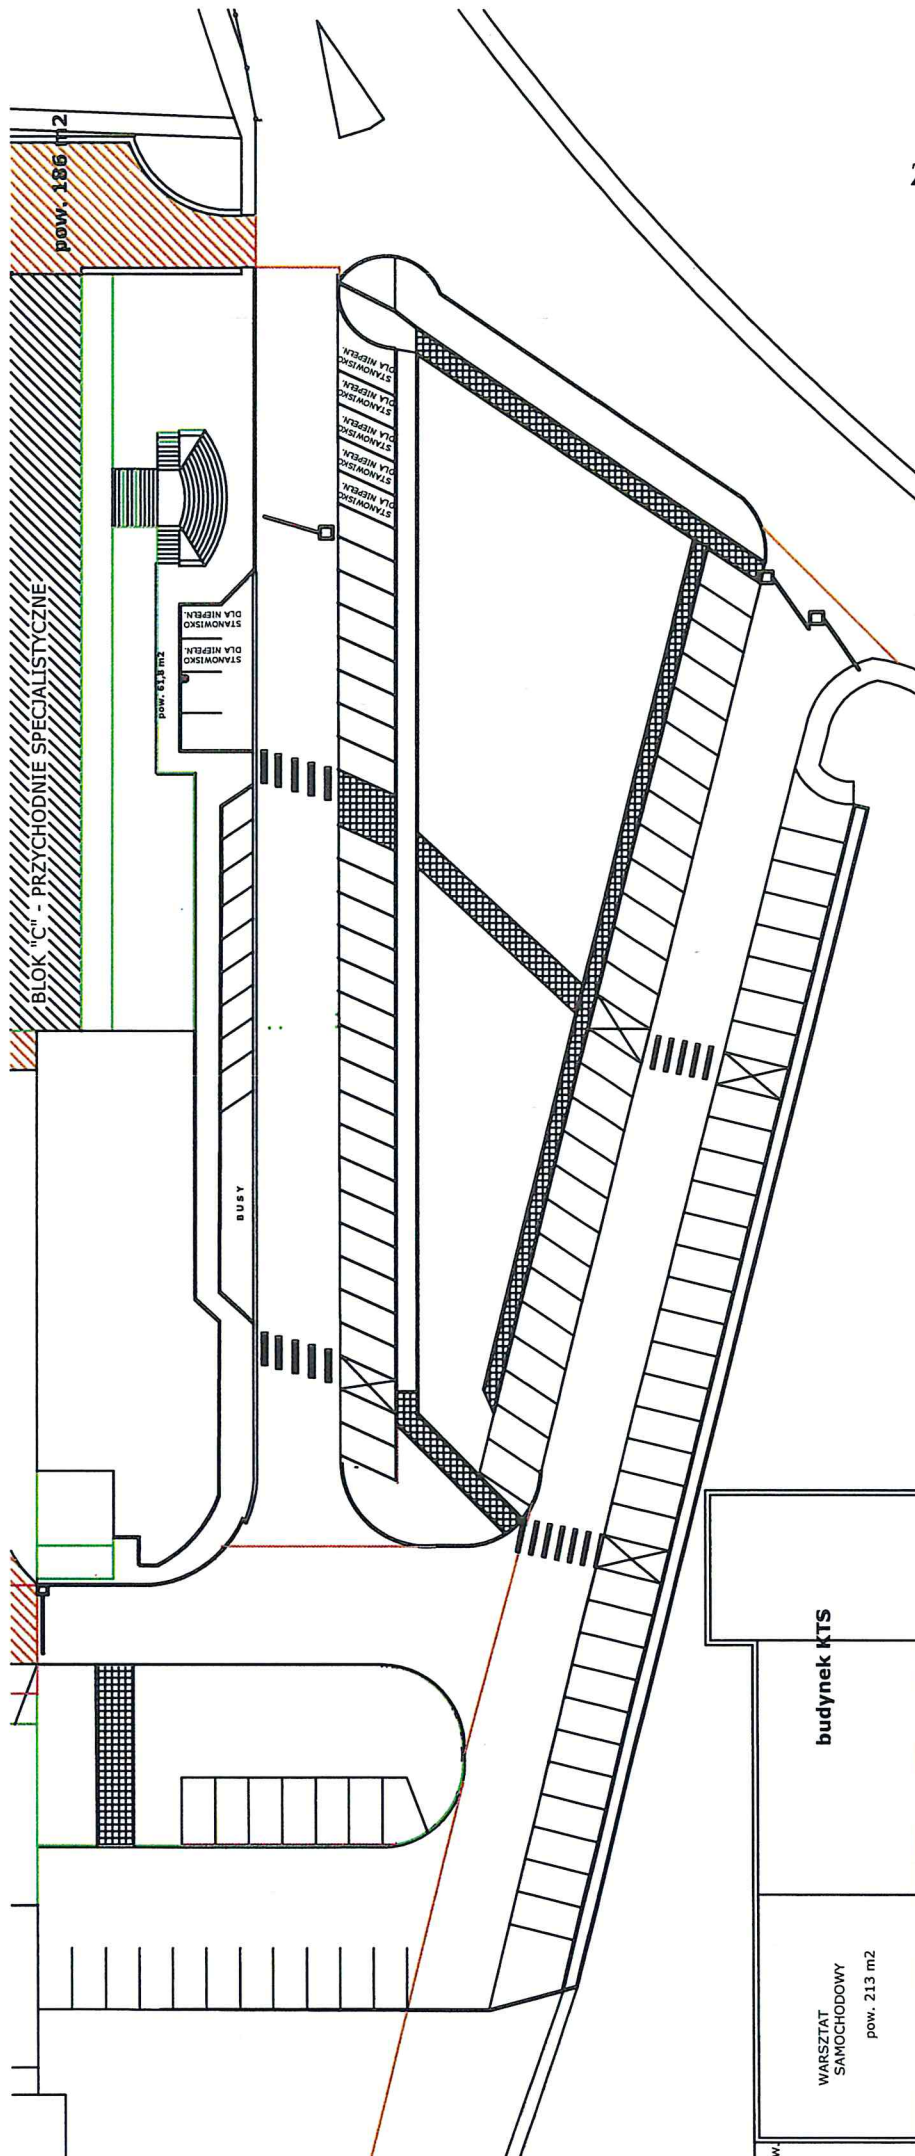 pow. 186 m2
BLOK "C" - PRZYCHODNIE SPECJALISTYCZNE
STANOWISKO
DLA NIEPEŁN.
STANOWISKO
DLA NIEPEŁN.
STANOWISKO
DLA NIEPEŁN.
STANOWISKO
DLA NIEPEŁN.
STANOWISKO
DLA NIEPEŁN.
STANOWISKO
DLA NIEPEŁN.
STANOWISKO
DLA NIEPEŁN.
pow. 61,8 m2
BUSY
budynek KTS
WARSZTAT
SAMOCHODOWY
pow. 213 m2